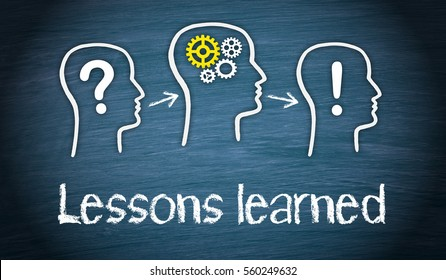 ?
!
Lessons learned
shutterstock.com · 560249632